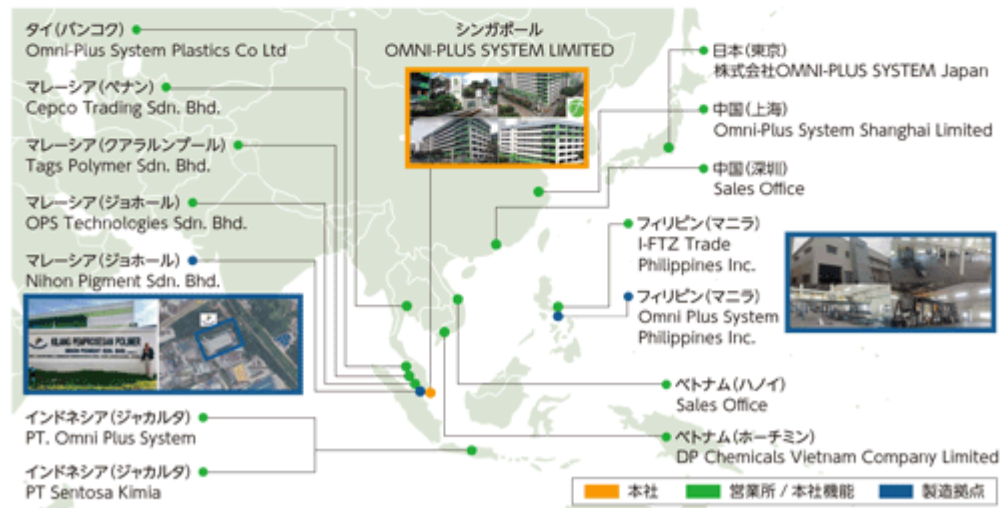 タイ(バンコク)
Omni-Plus System Plastics Co Ltd
マレーシア(ペナン)
Cepco Trading Sdn. Bhd.
マレーシア(クアラルンプール)
Tags Polymer Sdn. Bhd.
マレーシア(ジョホール)
OPS Technologies Sdn. Bhd.
マレーシア(ジョホール)
Nihon Pigment Sdn. Bhd.
KILANG PEMPROSESAN POLIMER
インドネシア(ジャカルタ)
PT. Omni Plus System
インドネシア(ジャカルタ)
PT Sentosa Kimia
シンガポール
OMNI-PLUS SYSTEM LIMITED
日本(東京)
株式会社OMNI-PLUS SYSTEM Japan
中国(上海)
Omni-Plus System Shanghai Limited
中国(深圳)
Sales Office
フィリピン(マニラ)
I-FTZ Trade
Philippines Inc.
フィリピン(マニラ)
Omni Plus System
Philippines Inc.
ベトナム(ハノイ)
Sales Office
ベトナム(ホーチミン)
DP Chemicals Vietnam Company Limited
本社
営業所 / 本社機能
製造拠点